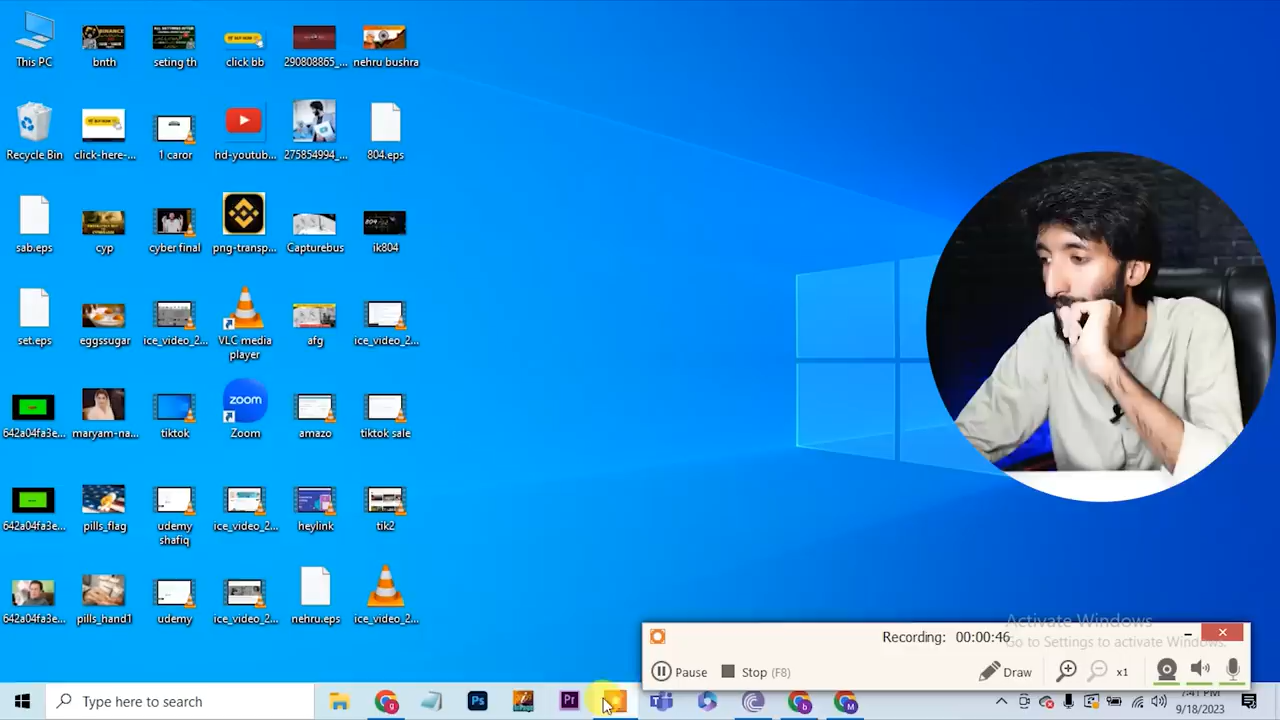 This PC
bnth
seting th
click bb
290808865_...
nehru bushra
Recycle Bin
click-here-...
1 caror
hd-youtub...
275854994_...
804.eps
sab.eps
cyp
cyber final
png-transp...
Capturebus
ik804
set.eps
eggssugar
ice_video_2...
VLC media
player
afg
ice_video_2...
642a04fa3e...
maryam-na...
tiktok
zoom
Zoom
amazo
tiktok sale
642a04fa3e...
pills_flag
udemy
shafiq
ice_video_2...
heylink
tik2
642a04fa3e...
pills_hand1
udemy
ice_video_2...
nehru.eps
ice_video_2...
Activate Windows
Go to Settings to activate Windows.
Recording: 00:00:46
Pause
Stop (F8)
Draw
x1
Type here to search
Ps
Pr
7:41 PM
9/18/2023